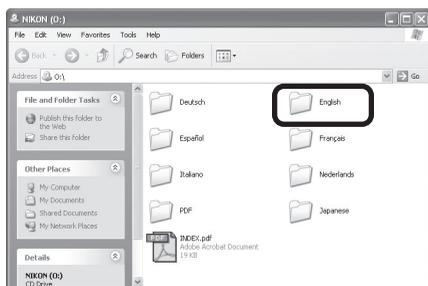 NIKON (O:)
File Edit View Favorites Tools Help
Back Search Folders
Address O:\ Go
File and Folder Tasks
Publish this folder to
the Web
Share this folder
Other Places
My Computer
My Documents
Shared Documents
My Network Places
Details
NIKON (O:)
CD Drive
Deutsch English
Español Français
Italiano Nederlands
PDF Japanese
PDF INDEX.pdf
Adobe Acrobat Document
19 KB